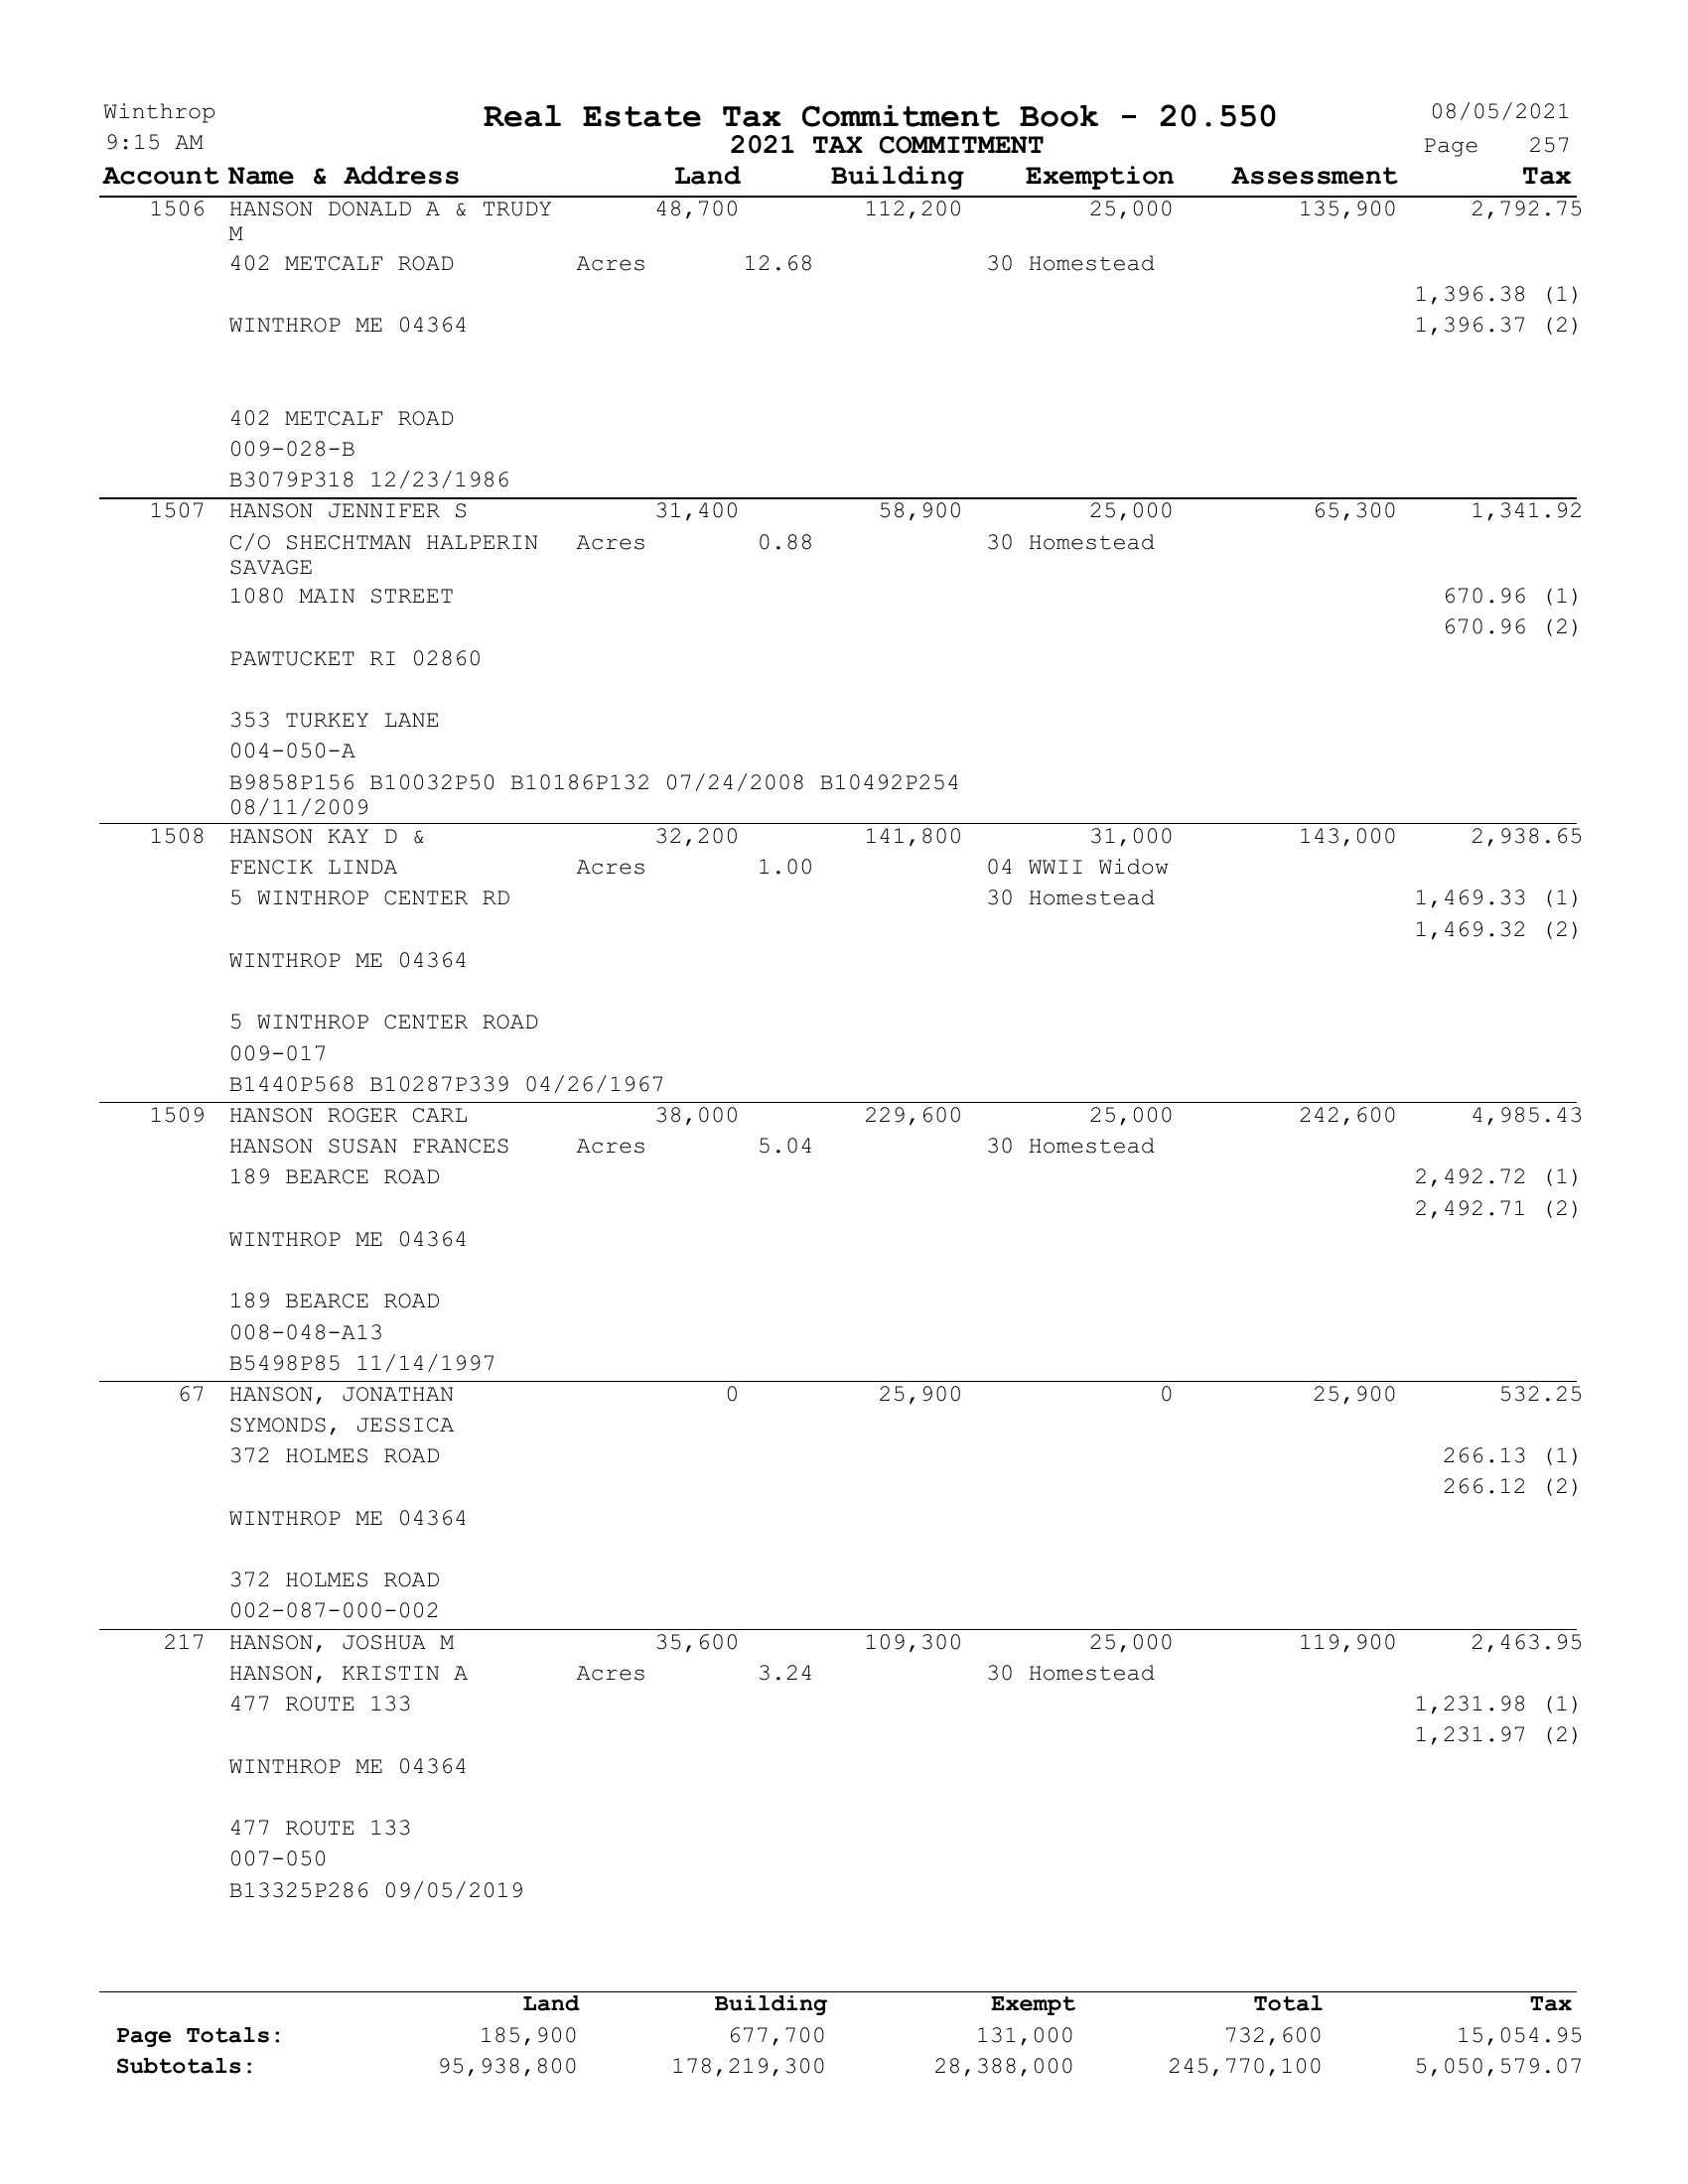 Winthrop Real Estate Tax Commitment Book - 20.550 08/05/2021
9:15 AM 2021 TAX COMMITMENT Page 257
Account Name & Address Land Building Exemption Assessment Tax
1506 HANSON DONALD A & TRUDY 48,700 112,200 25,000 135,900 2,792.75
M
402 METCALF ROAD Acres 12.68 30 Homestead
1,396.38 (1)
WINTHROP ME 04364 1,396.37 (2)
402 METCALF ROAD
009-028-B
B3079P318 12/23/1986
1507 HANSON JENNIFER S 31,400 58,900 25,000 65,300 1,341.92
C/O SHECHTMAN HALPERIN Acres 0.88 30 Homestead
SAVAGE
1080 MAIN STREET 670.96 (1)
670.96 (2)
PAWTUCKET RI 02860
353 TURKEY LANE
004-050-A
B9858P156 B10032P50 B10186P132 07/24/2008 B10492P254
08/11/2009
1508 HANSON KAY D & 32,200 141,800 31,000 143,000 2,938.65
FENCIK LINDA Acres 1.00 04 WWII Widow
5 WINTHROP CENTER RD 30 Homestead 1,469.33 (1)
1,469.32 (2)
WINTHROP ME 04364
5 WINTHROP CENTER ROAD
009-017
B1440P568 B10287P339 04/26/1967
1509 HANSON ROGER CARL 38,000 229,600 25,000 242,600 4,985.43
HANSON SUSAN FRANCES Acres 5.04 30 Homestead
189 BEARCE ROAD 2,492.72 (1)
2,492.71 (2)
WINTHROP ME 04364
189 BEARCE ROAD
008-048-A13
B5498P85 11/14/1997
67 HANSON, JONATHAN 0 25,900 0 25,900 532.25
SYMONDS, JESSICA
372 HOLMES ROAD 266.13 (1)
266.12 (2)
WINTHROP ME 04364
372 HOLMES ROAD
002-087-000-002
217 HANSON, JOSHUA M 35,600 109,300 25,000 119,900 2,463.95
HANSON, KRISTIN A Acres 3.24 30 Homestead
477 ROUTE 133 1,231.98 (1)
1,231.97 (2)
WINTHROP ME 04364
477 ROUTE 133
007-050
B13325P286 09/05/2019
Land Building Exempt Total Tax
Page Totals: 185,900 677,700 131,000 732,600 15,054.95
Subtotals: 95,938,800 178,219,300 28,388,000 245,770,100 5,050,579.07